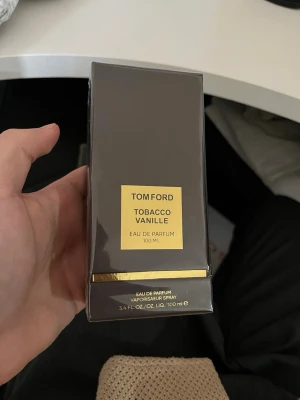 TOM FORD
TOBACCO
VANILLE
EAU DE PARFUM
100 ML
EAU DE PARFUM
VAPORISATEUR SPRAY
3.4 FL.OZ./OZ. LIQ./100 ml ℮